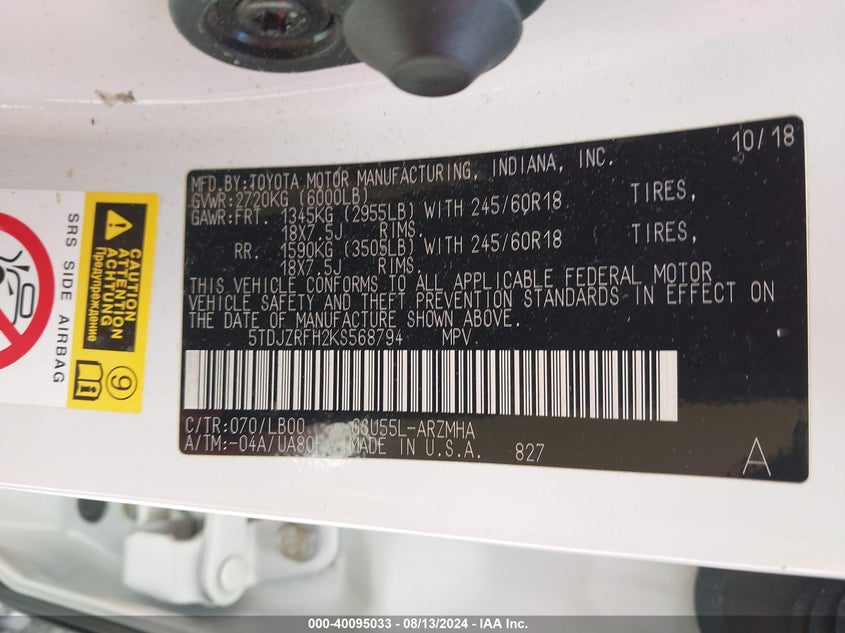 10/18
MFD.BY:TOYOTA MOTOR MANUFACTURING, INDIANA, INC.
GVWR:2720KG (6000LB)
GAWR:FRT. 1345KG (2955LB) WITH 245/60R18 TIRES,
18X7.5J RIMS.
RR. 1590KG (3505LB) WITH 245/60R18 TIRES,
18X7.5J RIMS.
THIS VEHICLE CONFORMS TO ALL APPLICABLE FEDERAL MOTOR
VEHICLE SAFETY AND THEFT PREVENTION STANDARDS IN EFFECT ON
THE DATE OF MANUFACTURE SHOWN ABOVE.
5TDJZRFH2KS568794 MPV
C/TR:070/LB00 GSU55L-ARZMHA
A/TM:-04A/UA80F MADE IN U.S.A. 827
A
CAUTION
ATTENTION
ACHTUNG
Предупреждение
SRS SIDE AIRBAG
9
000-40095033 - 08/13/2024 - IAA Inc.